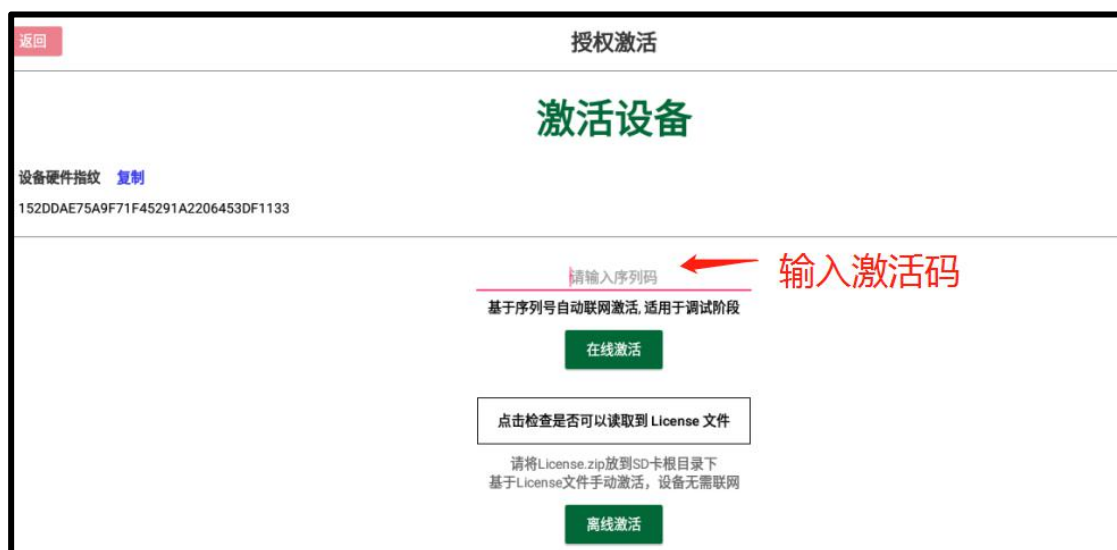 返回
授权激活
激活设备
设备硬件指纹 复制
152DDAE75A9F71F45291A2206453DF1133
请输入序列码
输入激活码
基于序列号自动联网激活, 适用于调试阶段
在线激活
点击检查是否可以读取到 License 文件
请将License.zip放到SD卡根目录下
基于License文件手动激活，设备无需联网
离线激活